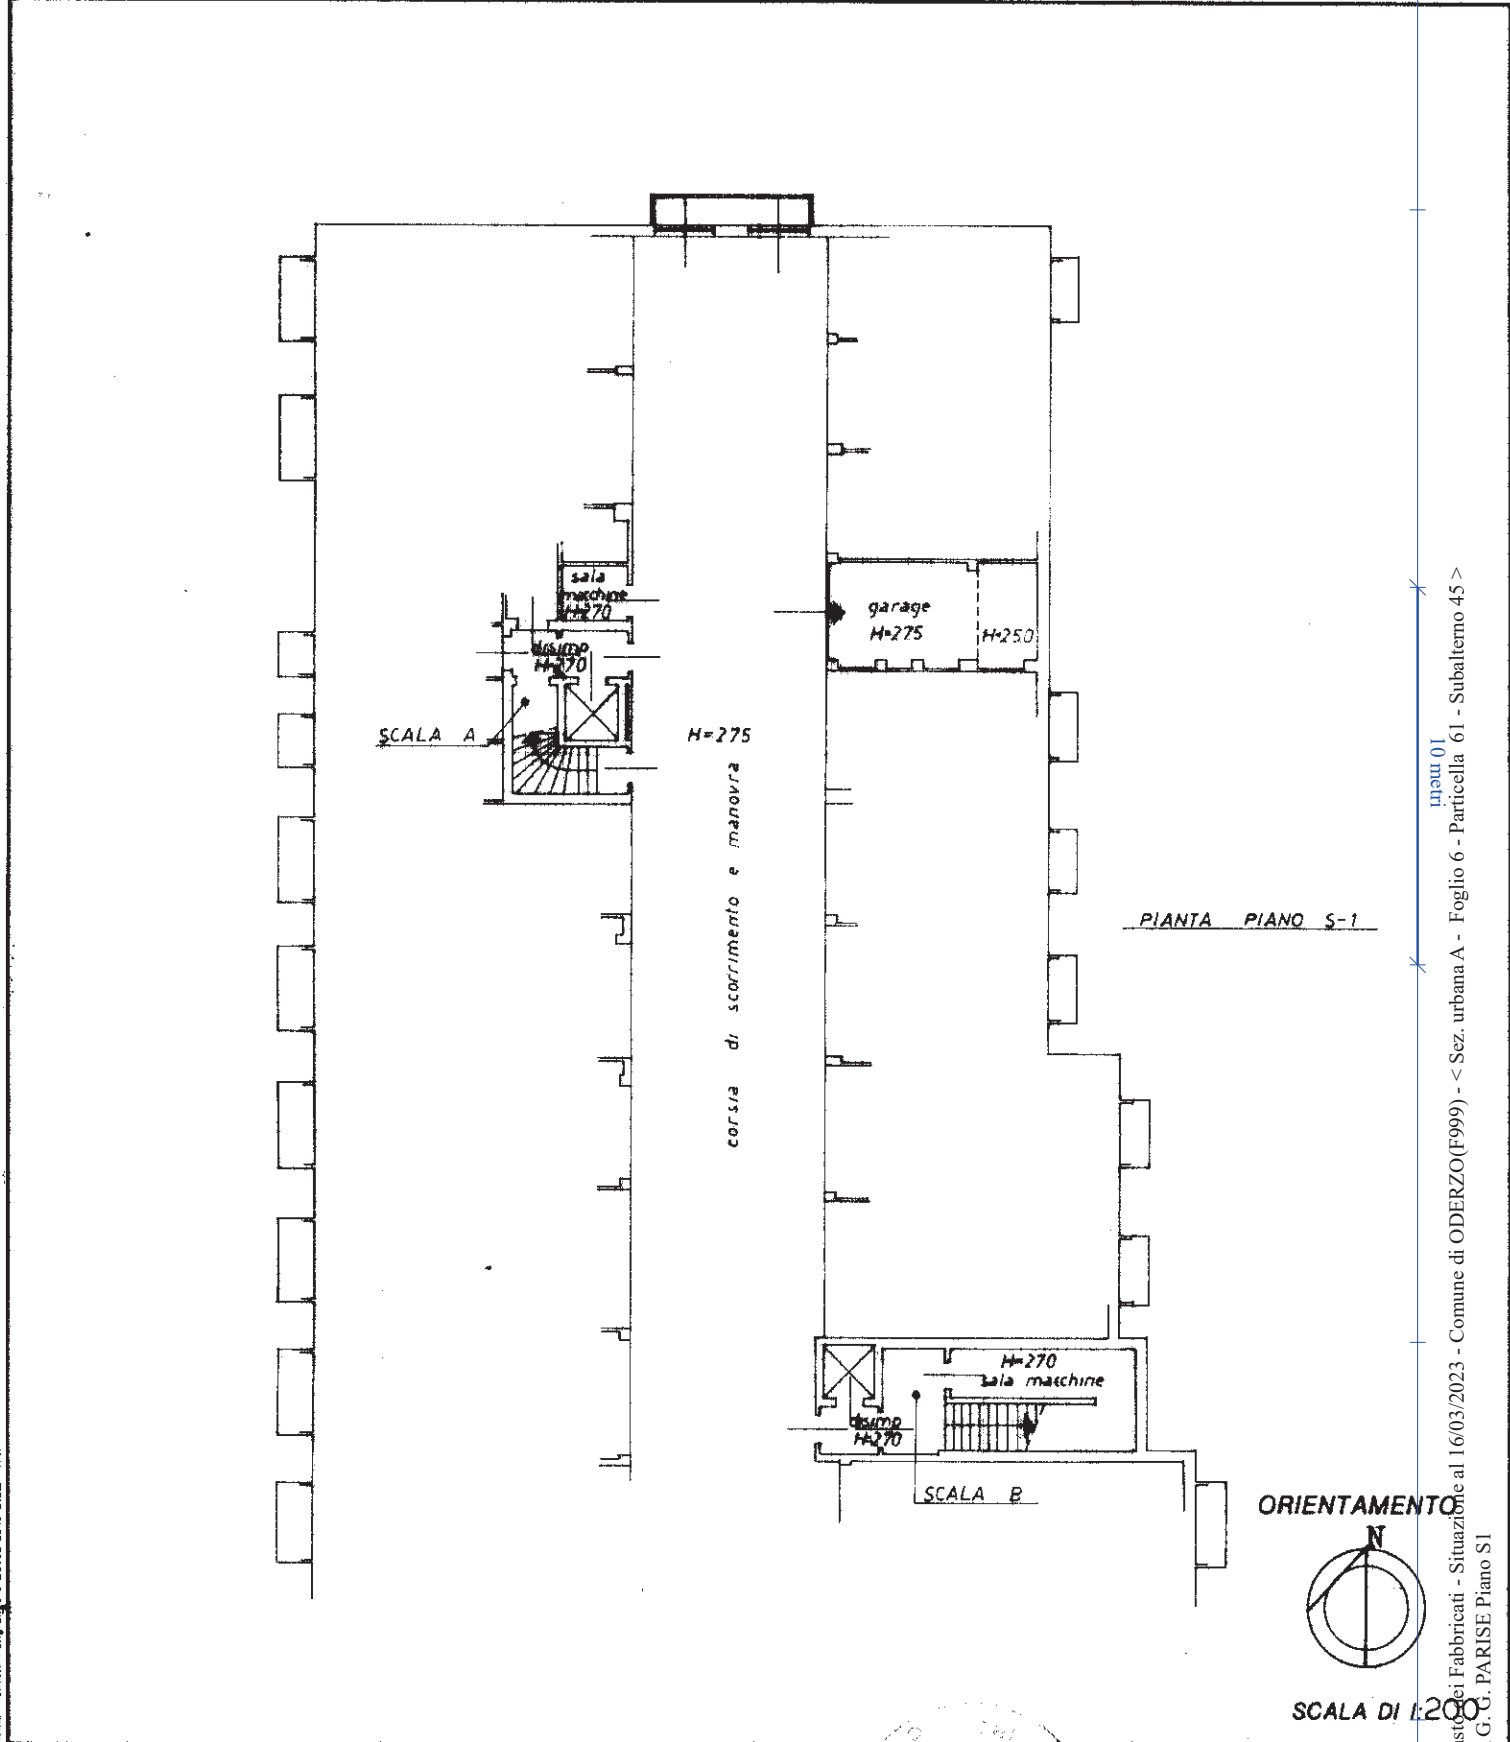 sala
macchine
H=270
disimp
H=270
SCALA A
garage
H=275
H=250
H=275
corsia di scorrimento e manovra
PIANTA PIANO S-1
H=270
sala macchine
disimp
H=270
SCALA B
ORIENTAMENTO
N
SCALA DI 1:200
10 metri
dei Fabbricati - Situazione al 16/03/2023 - Comune di ODERZO(F999) - < Sez. urbana A - Foglio 6 - Particella 61 - Subalterno 45 >
G. G. PARISE Piano S1